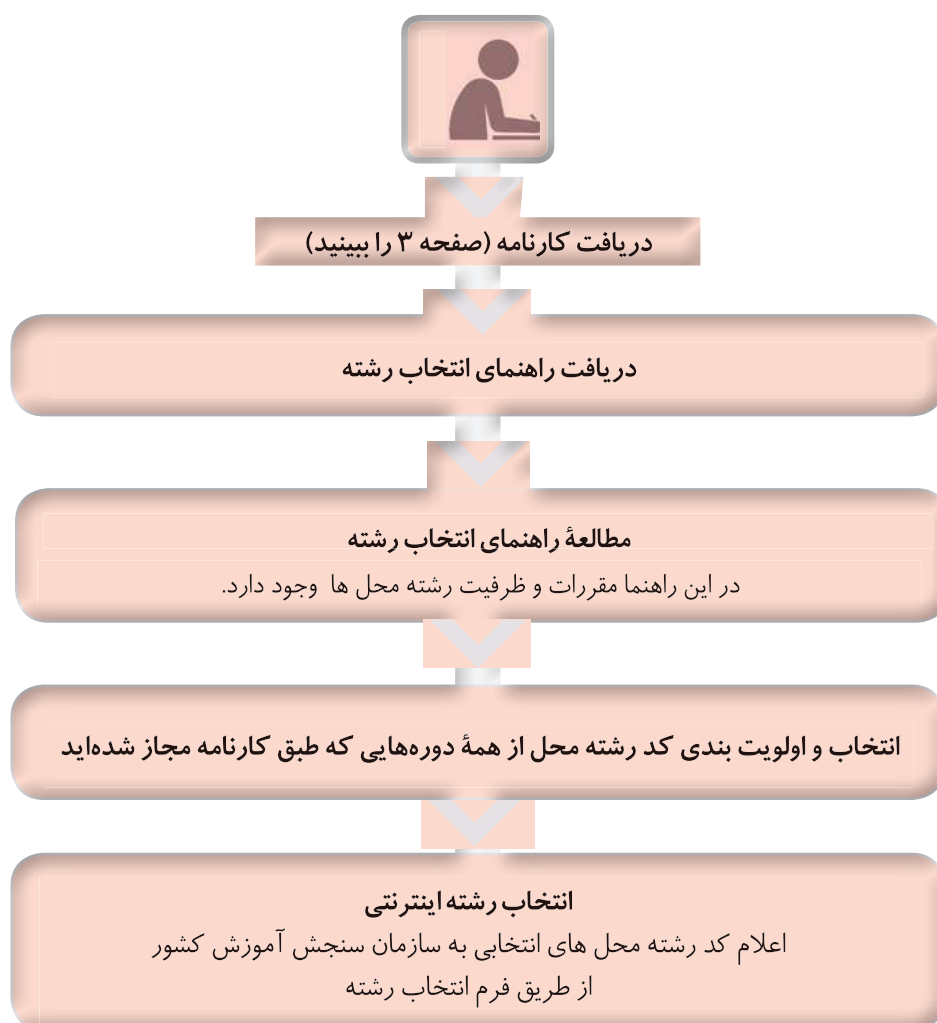 دریافت کارنامه (صفحه ۳ را ببینید)
دریافت راهنمای انتخاب رشته
مطالعهٔ راهنمای انتخاب رشته
در این راهنما مقررات و ظرفیت رشته محل ها وجود دارد.
انتخاب و اولویت بندی کد رشته محل از همهٔ دوره‌هایی که طبق کارنامه مجاز شده‌اید
انتخاب رشته اینترنتی
اعلام کد رشته محل های انتخابی به سازمان سنجش آموزش کشور
از طریق فرم انتخاب رشته